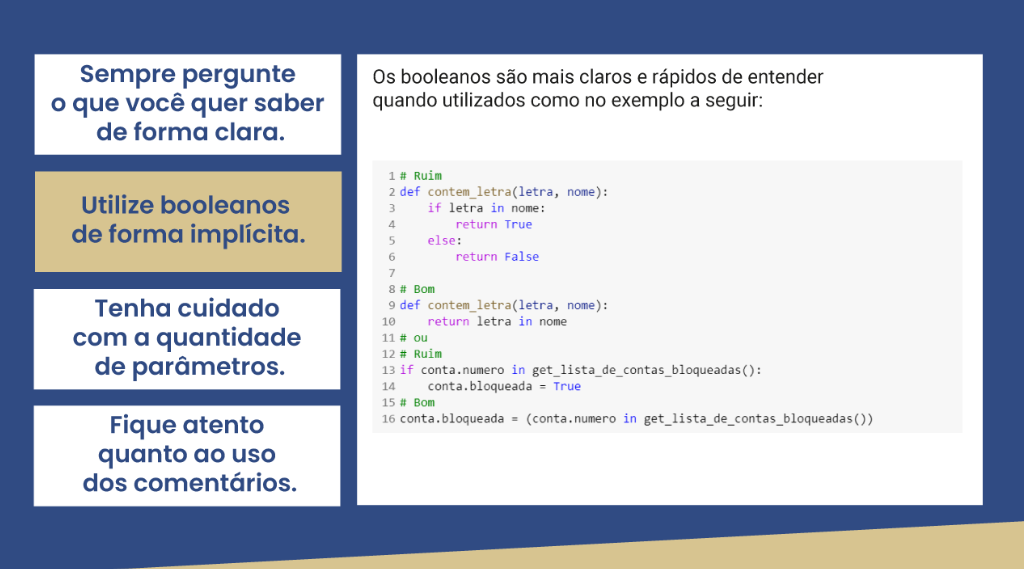 Sempre pergunte
o que você quer saber
de forma clara.
Utilize booleanos
de forma implícita.
Tenha cuidado
com a quantidade
de parâmetros.
Fique atento
quanto ao uso
dos comentários.
Os booleanos são mais claros e rápidos de entender
quando utilizados como no exemplo a seguir:
1 # Ruim
2 def contem_letra(letra, nome):
3     if letra in nome:
4         return True
5     else:
6         return False
7
8 # Bom
9 def contem_letra(letra, nome):
10     return letra in nome
11 # ou
12 # Ruim
13 if conta.numero in get_lista_de_contas_bloqueadas():
14     conta.bloqueada = True
15 # Bom
16 conta.bloqueada = (conta.numero in get_lista_de_contas_bloqueadas())